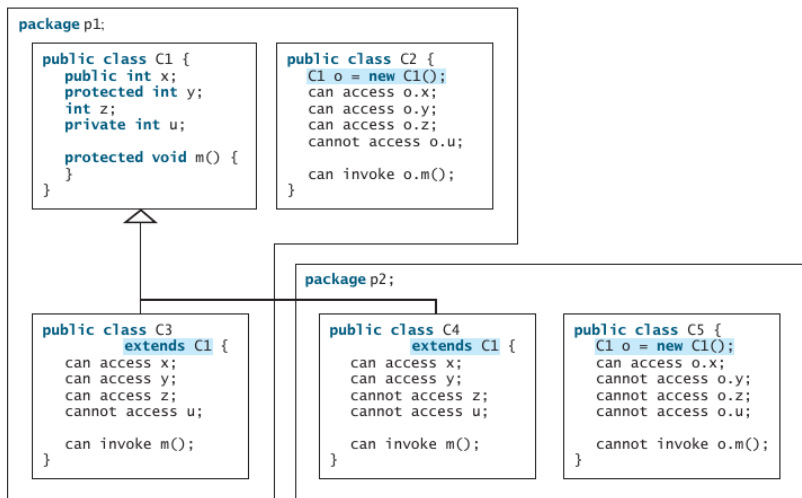 package p1;
public class C1 {
public int x;
protected int y;
int z;
private int u;
protected void m() {
}
}
public class C2 {
C1 o = new C1();
can access o.x;
can access o.y;
can access o.z;
cannot access o.u;
can invoke o.m();
}
package p2;
public class C3
extends C1 {
can access x;
can access y;
can access z;
cannot access u;
can invoke m();
}
public class C4
extends C1 {
can access x;
can access y;
cannot access z;
cannot access u;
can invoke m();
}
public class C5 {
C1 o = new C1();
can access o.x;
cannot access o.y;
cannot access o.z;
cannot access o.u;
cannot invoke o.m();
}